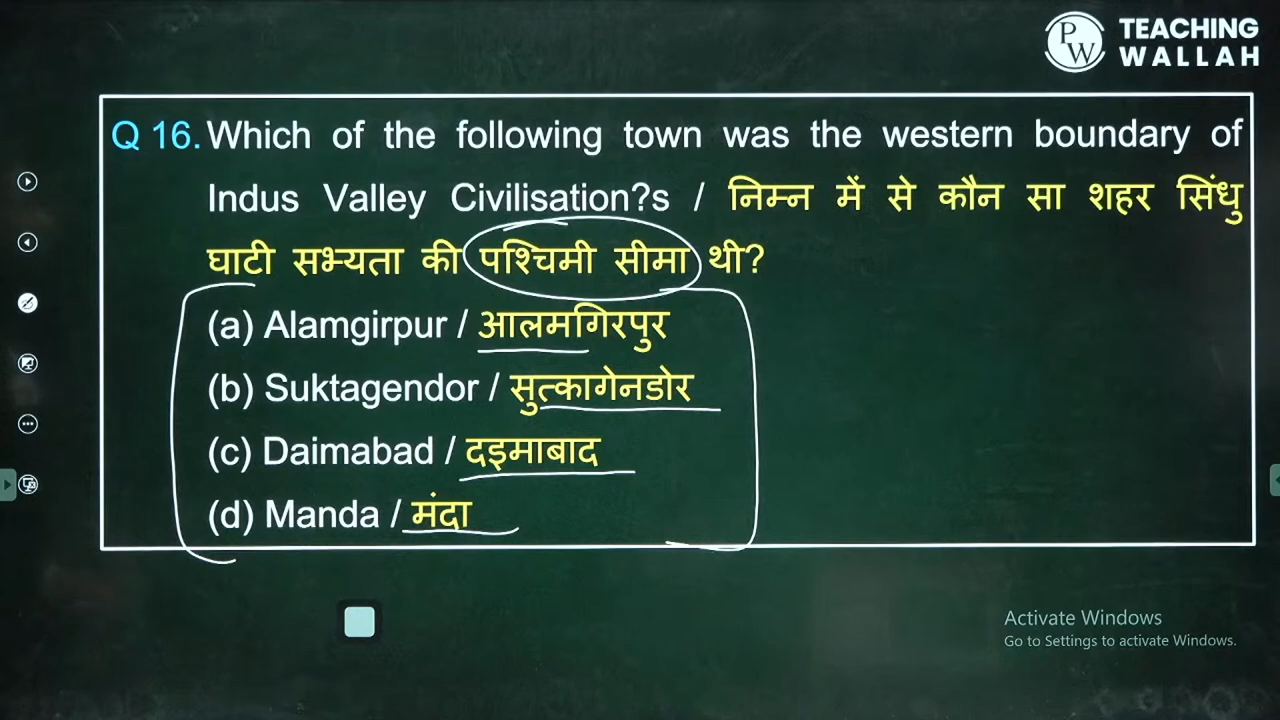 PW TEACHING
WALLAH
Q 16. Which of the following town was the western boundary of
Indus Valley Civilisation?s / निम्न में से कौन सा शहर सिंधु
घाटी सभ्यता की पश्चिमी सीमा थी?
(a) Alamgirpur / आलमगिरपुर
(b) Suktagendor / सुत्कागेनडोर
(c) Daimabad / दइमाबाद
(d) Manda / मंदा
Activate Windows
Go to Settings to activate Windows.